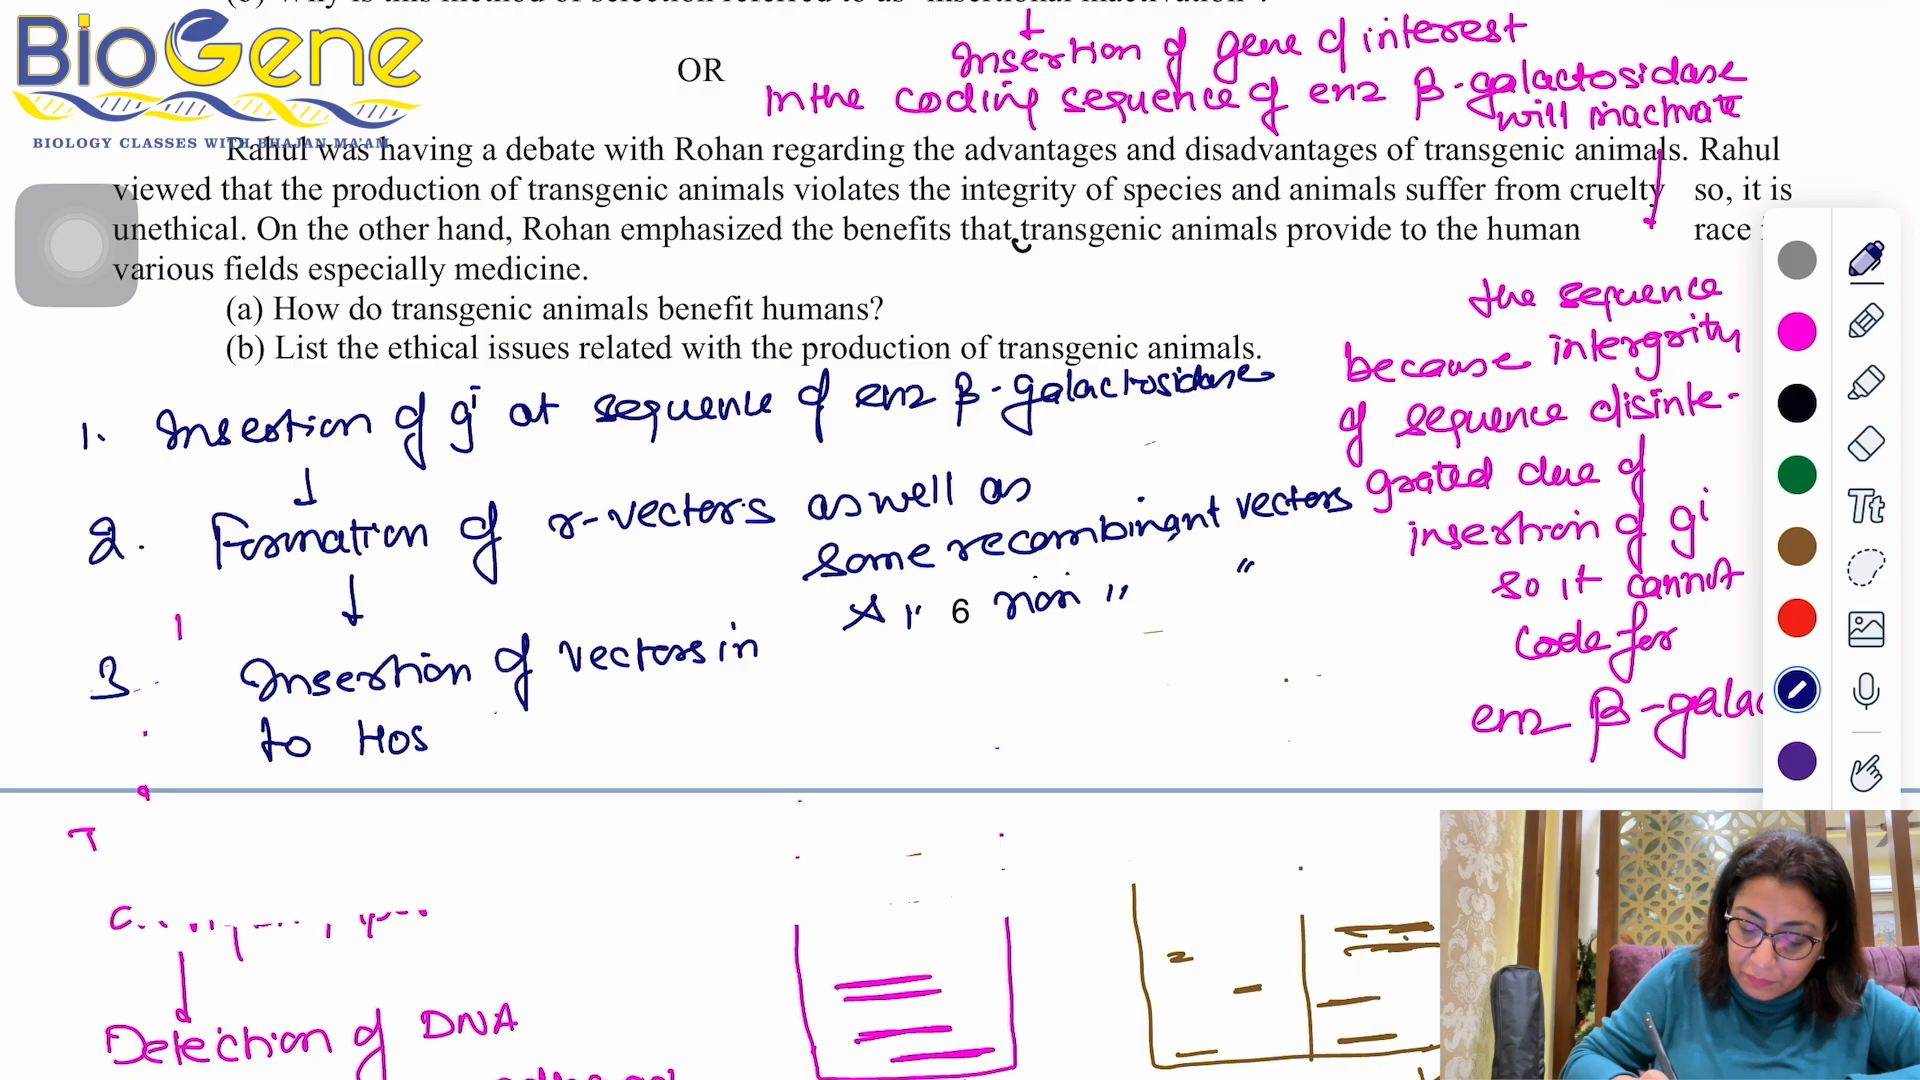 BioGene
BIOLOGY CLASSES WITH BHAJAN MA'AM
OR
Insertion of gene of interest
In the coding sequence of enz β-galactosidase
will inactivate
Rahul was having a debate with Rohan regarding the advantages and disadvantages of transgenic animals. Rahul
viewed that the production of transgenic animals violates the integrity of species and animals suffer from cruelty so, it is
unethical. On the other hand, Rohan emphasized the benefits that transgenic animals provide to the human race
various fields especially medicine.
(a) How do transgenic animals benefit humans?
(b) List the ethical issues related with the production of transgenic animals.
the sequence
because intergrity
of sequence disinte-
grated due of
insertion of gi
so it cannot
code for
enz β-galac
1. Insertion of gi at sequence of enz β-galactosidase
2. Formation of r-vectors as well as
some recombinant vectors
6 non " "
3 Insertion of vectors in
to Hos
Detection of DNA
Tt